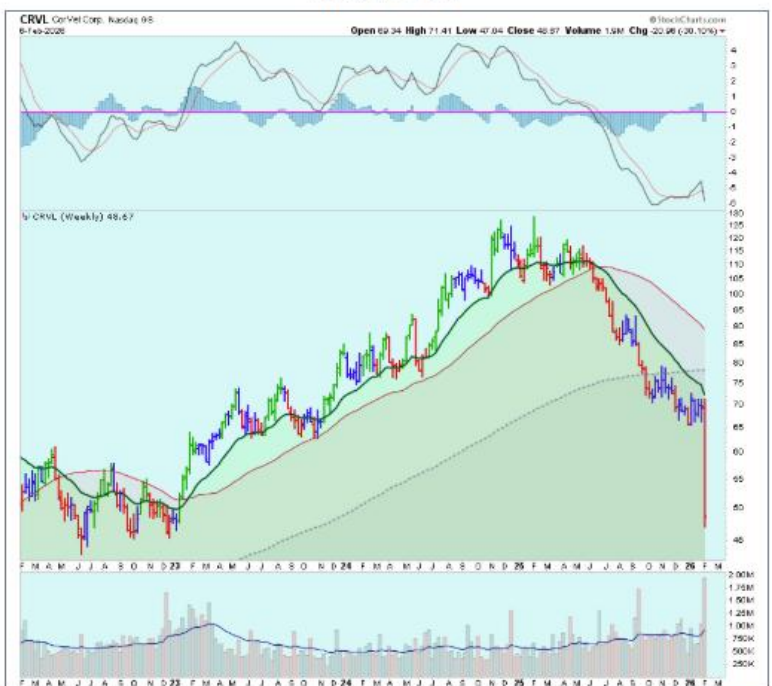 CRVL CorVel Corp. Nasdaq GS © StockCharts.com
6-Feb-2026 Open 69.34 High 71.41 Low 47.04 Close 48.67 Volume 1.9M Chg -20.96 (-30.10%)
4
3
2
1
0
-1
-2
-3
-4
-5
-6
CRVL (Weekly) 48.67
130
125
120
115
110
105
100
95
90
85
80
75
70
65
60
55
50
45
F M A M J J A S O N D 23 F M A M J J A S O N D 24 F M A M J J A S O N D 25 F M A M J J A S O N D 26 F M
2.00M
1.75M
1.50M
1.25M
1.00M
750K
500K
250K
F M A M J J A S O N D 23 F M A M J J A S O N D 24 F M A M J J A S O N D 25 F M A M J J A S O N D 26 F M